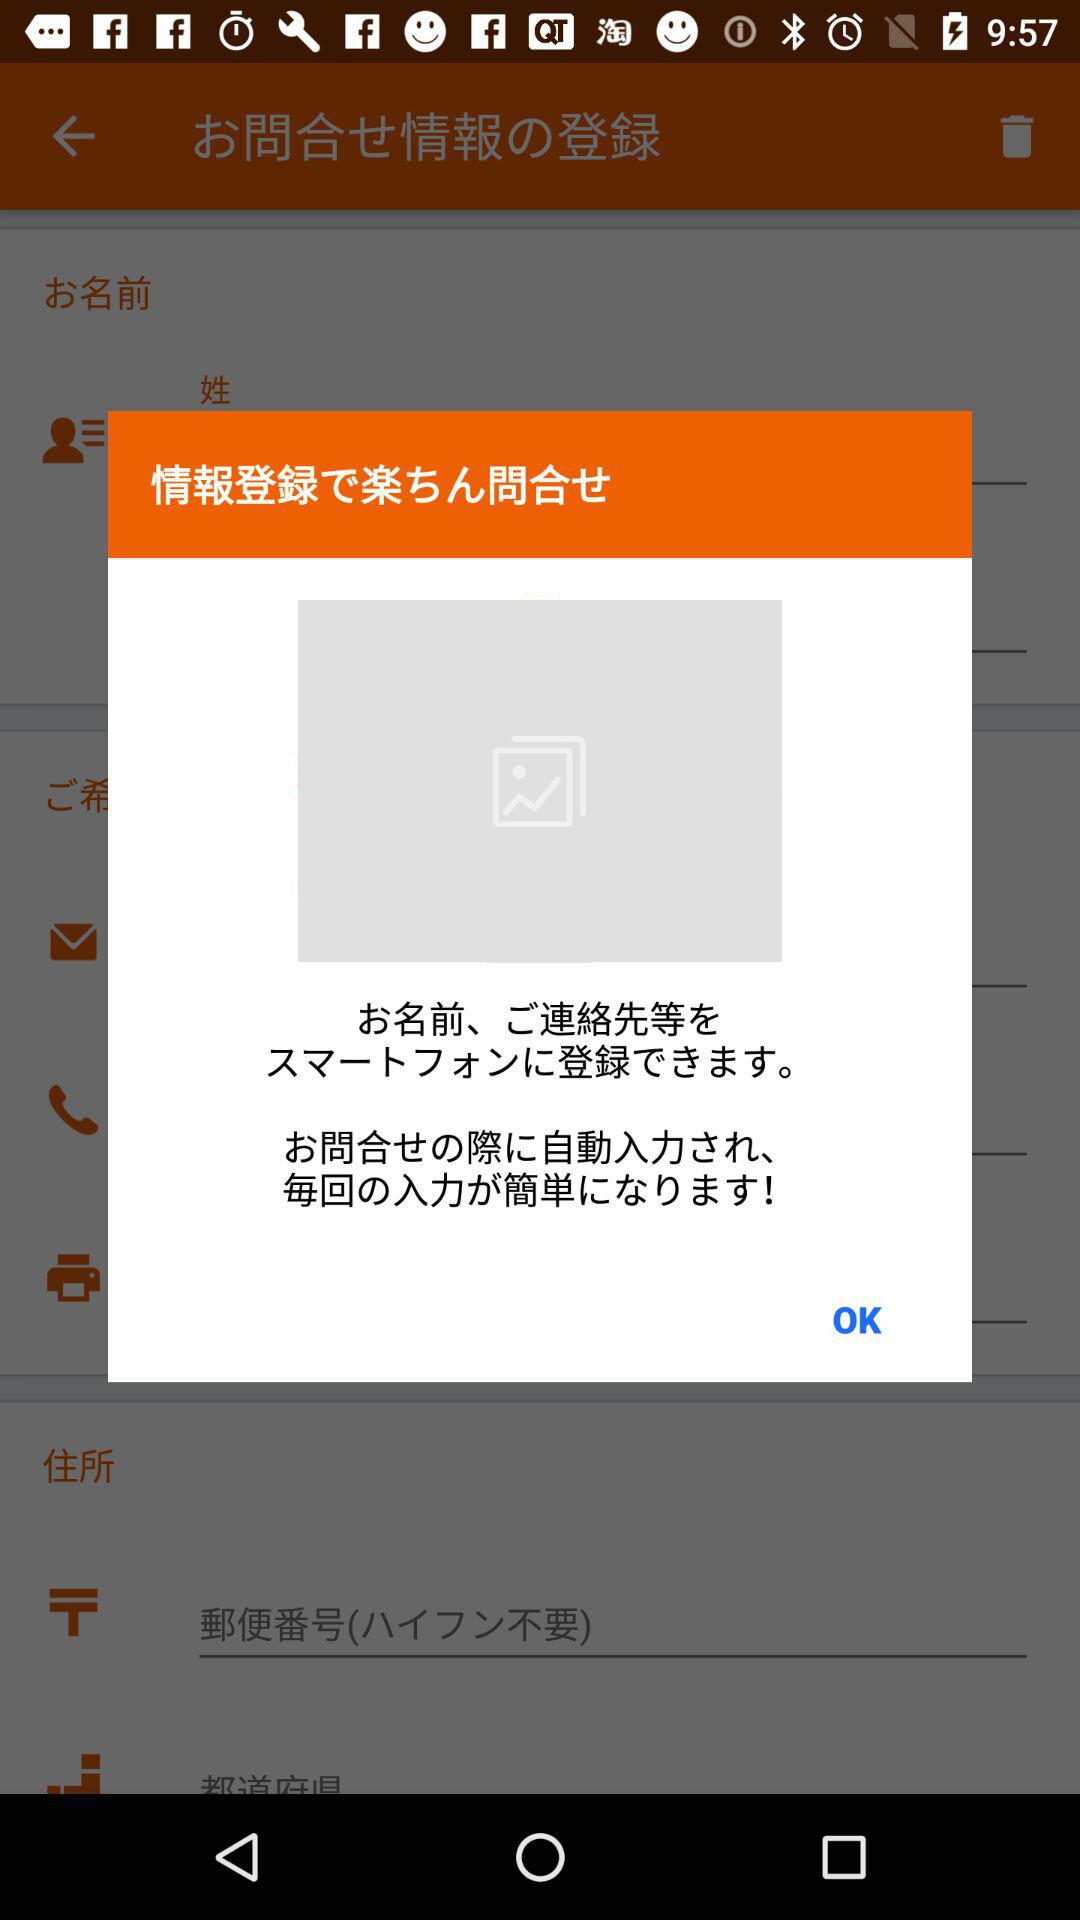 9:57
お問合せ情報の登録
お名前
姓
情報登録で楽ちん問合せ
ご希
お名前、ご連絡先等を
スマートフォンに登録できます。
お問合せの際に自動入力され、
毎回の入力が簡単になります!
OK
住所
郵便番号(ハイフン不要)
都道府県